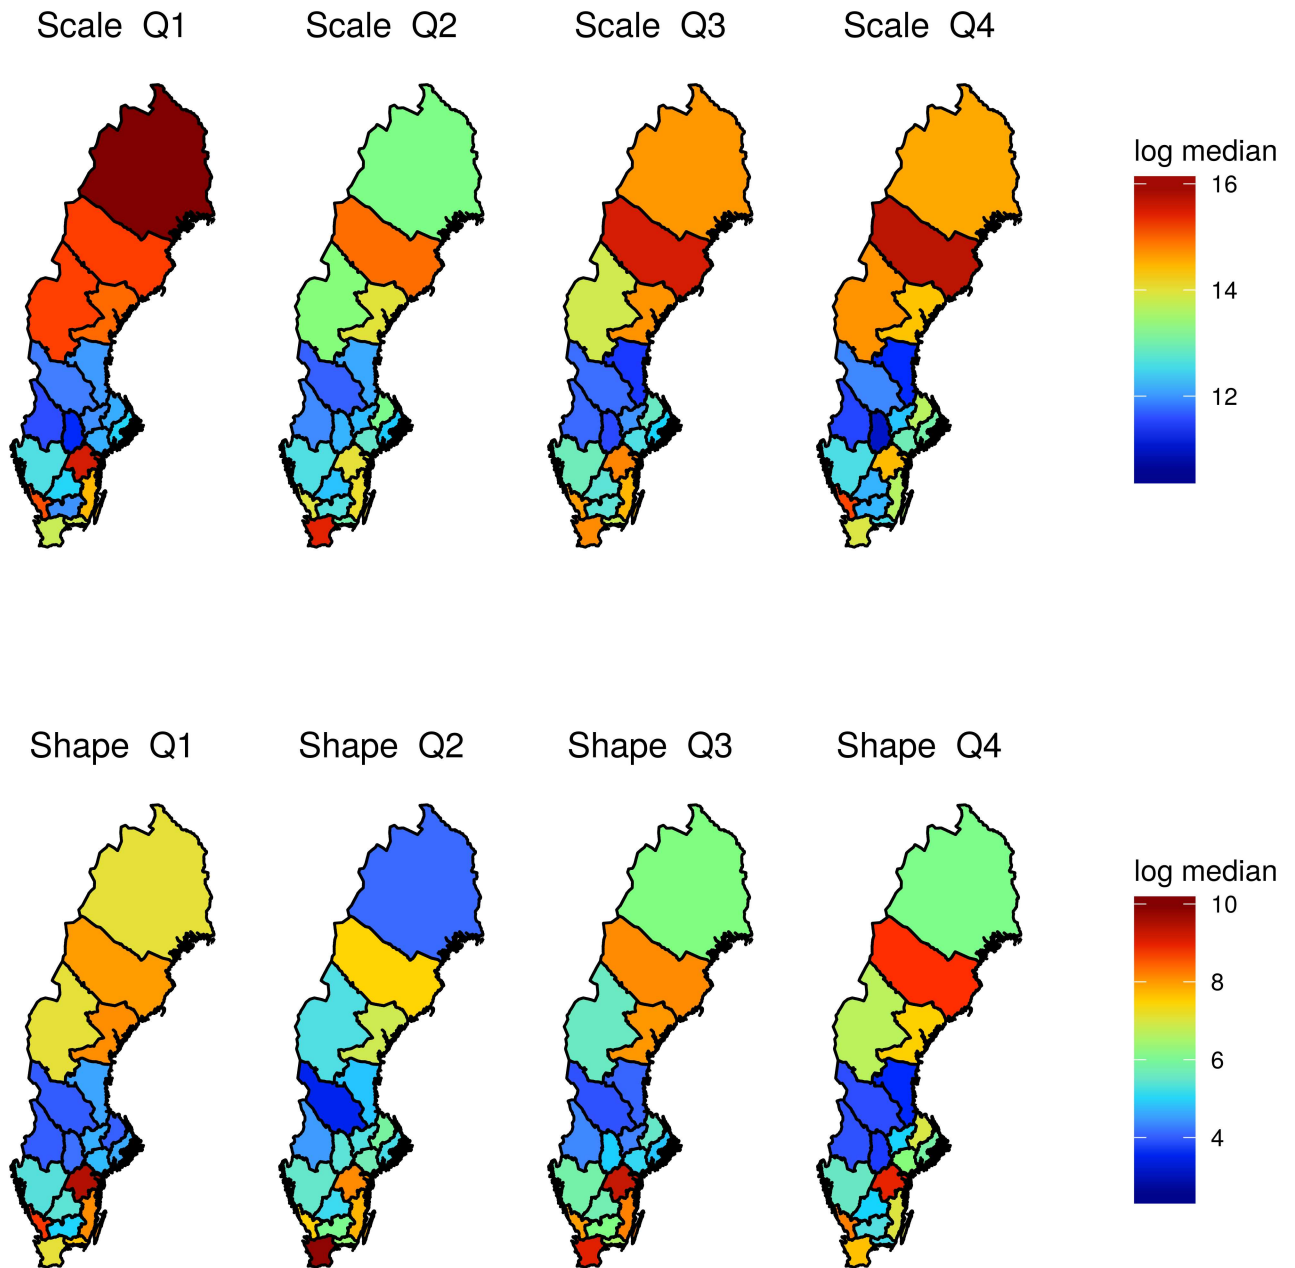 Scale Q1
Scale Q2
Scale Q3
Scale Q4
log median
16
14
12
Shape Q1
Shape Q2
Shape Q3
Shape Q4
log median
10
8
6
4